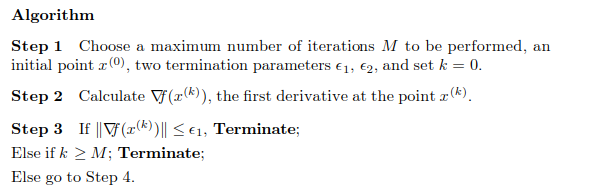 Algorithm
Step 1 Choose a maximum number of iterations M to be performed, an
initial point x^(0), two termination parameters ϵ₁, ϵ₂, and set k = 0.
Step 2 Calculate ∇f(x^(k)), the first derivative at the point x^(k).
Step 3 If ‖∇f(x^(k))‖ ≤ ϵ₁, Terminate;
Else if k ≥ M; Terminate;
Else go to Step 4.